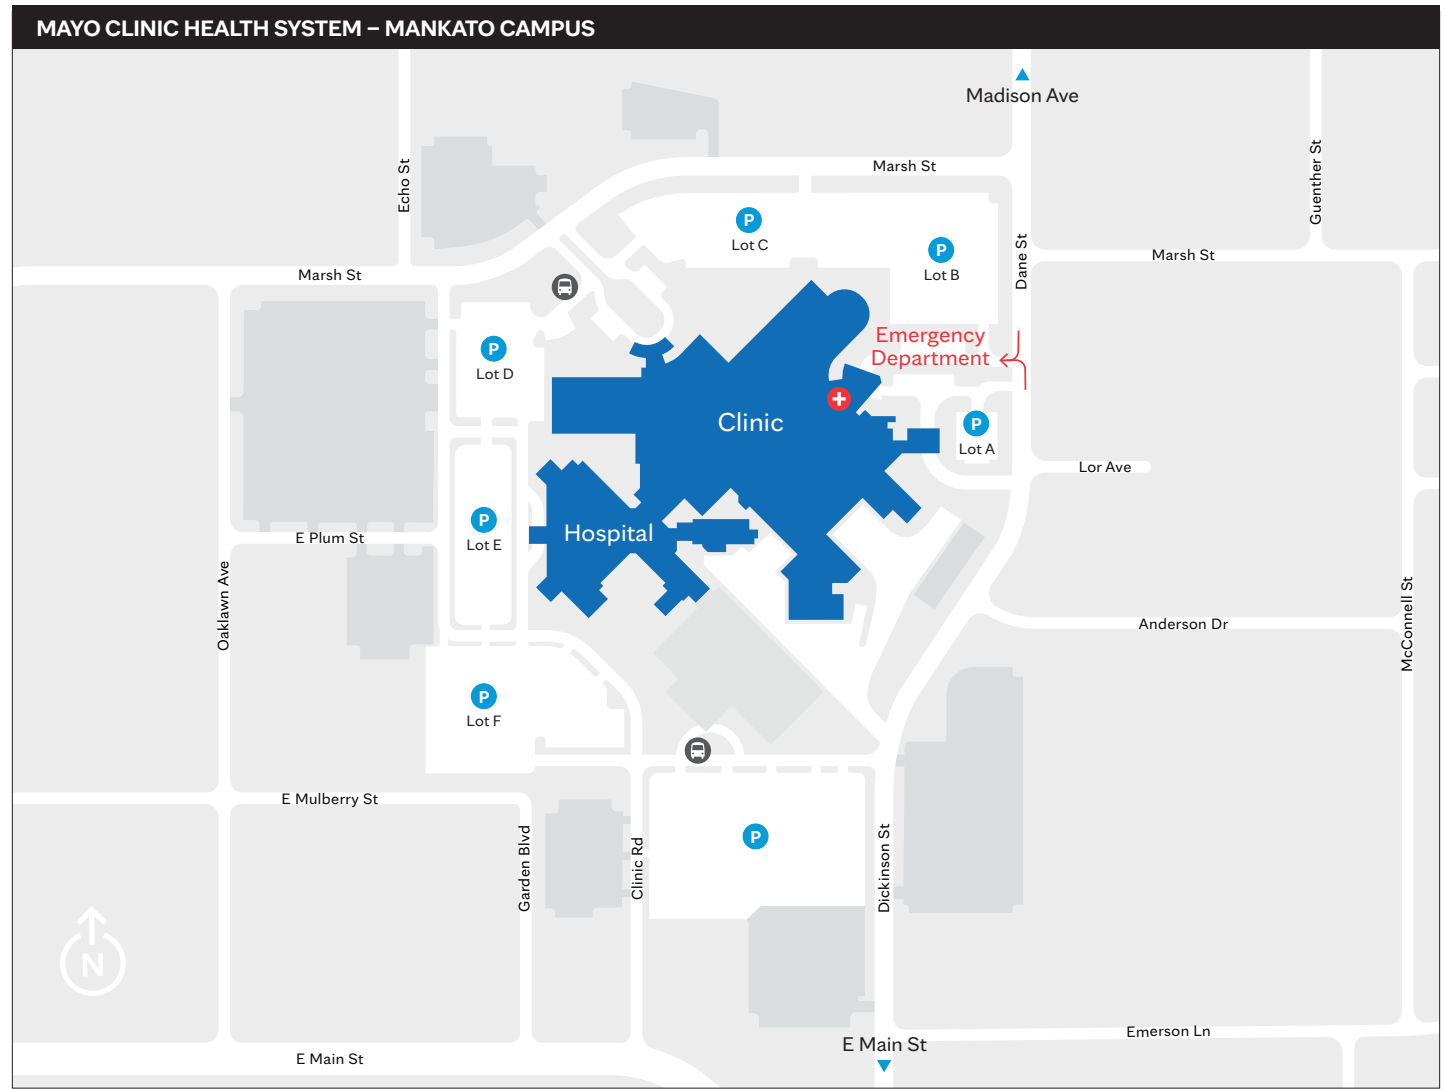 MAYO CLINIC HEALTH SYSTEM – MANKATO CAMPUS
Madison Ave
Marsh St
Echo St
Guenther St
P
Lot C
P
Lot B
Dane St
Marsh St
Marsh St
Emergency
Department
P
Lot D
Clinic
P
Lot A
Lor Ave
P
Lot E
Hospital
E Plum St
Oaklawn Ave
McConnell St
Anderson Dr
P
Lot F
E Mulberry St
Garden Blvd
Clinic Rd
P
Dickinson St
N
Emerson Ln
E Main St
E Main St